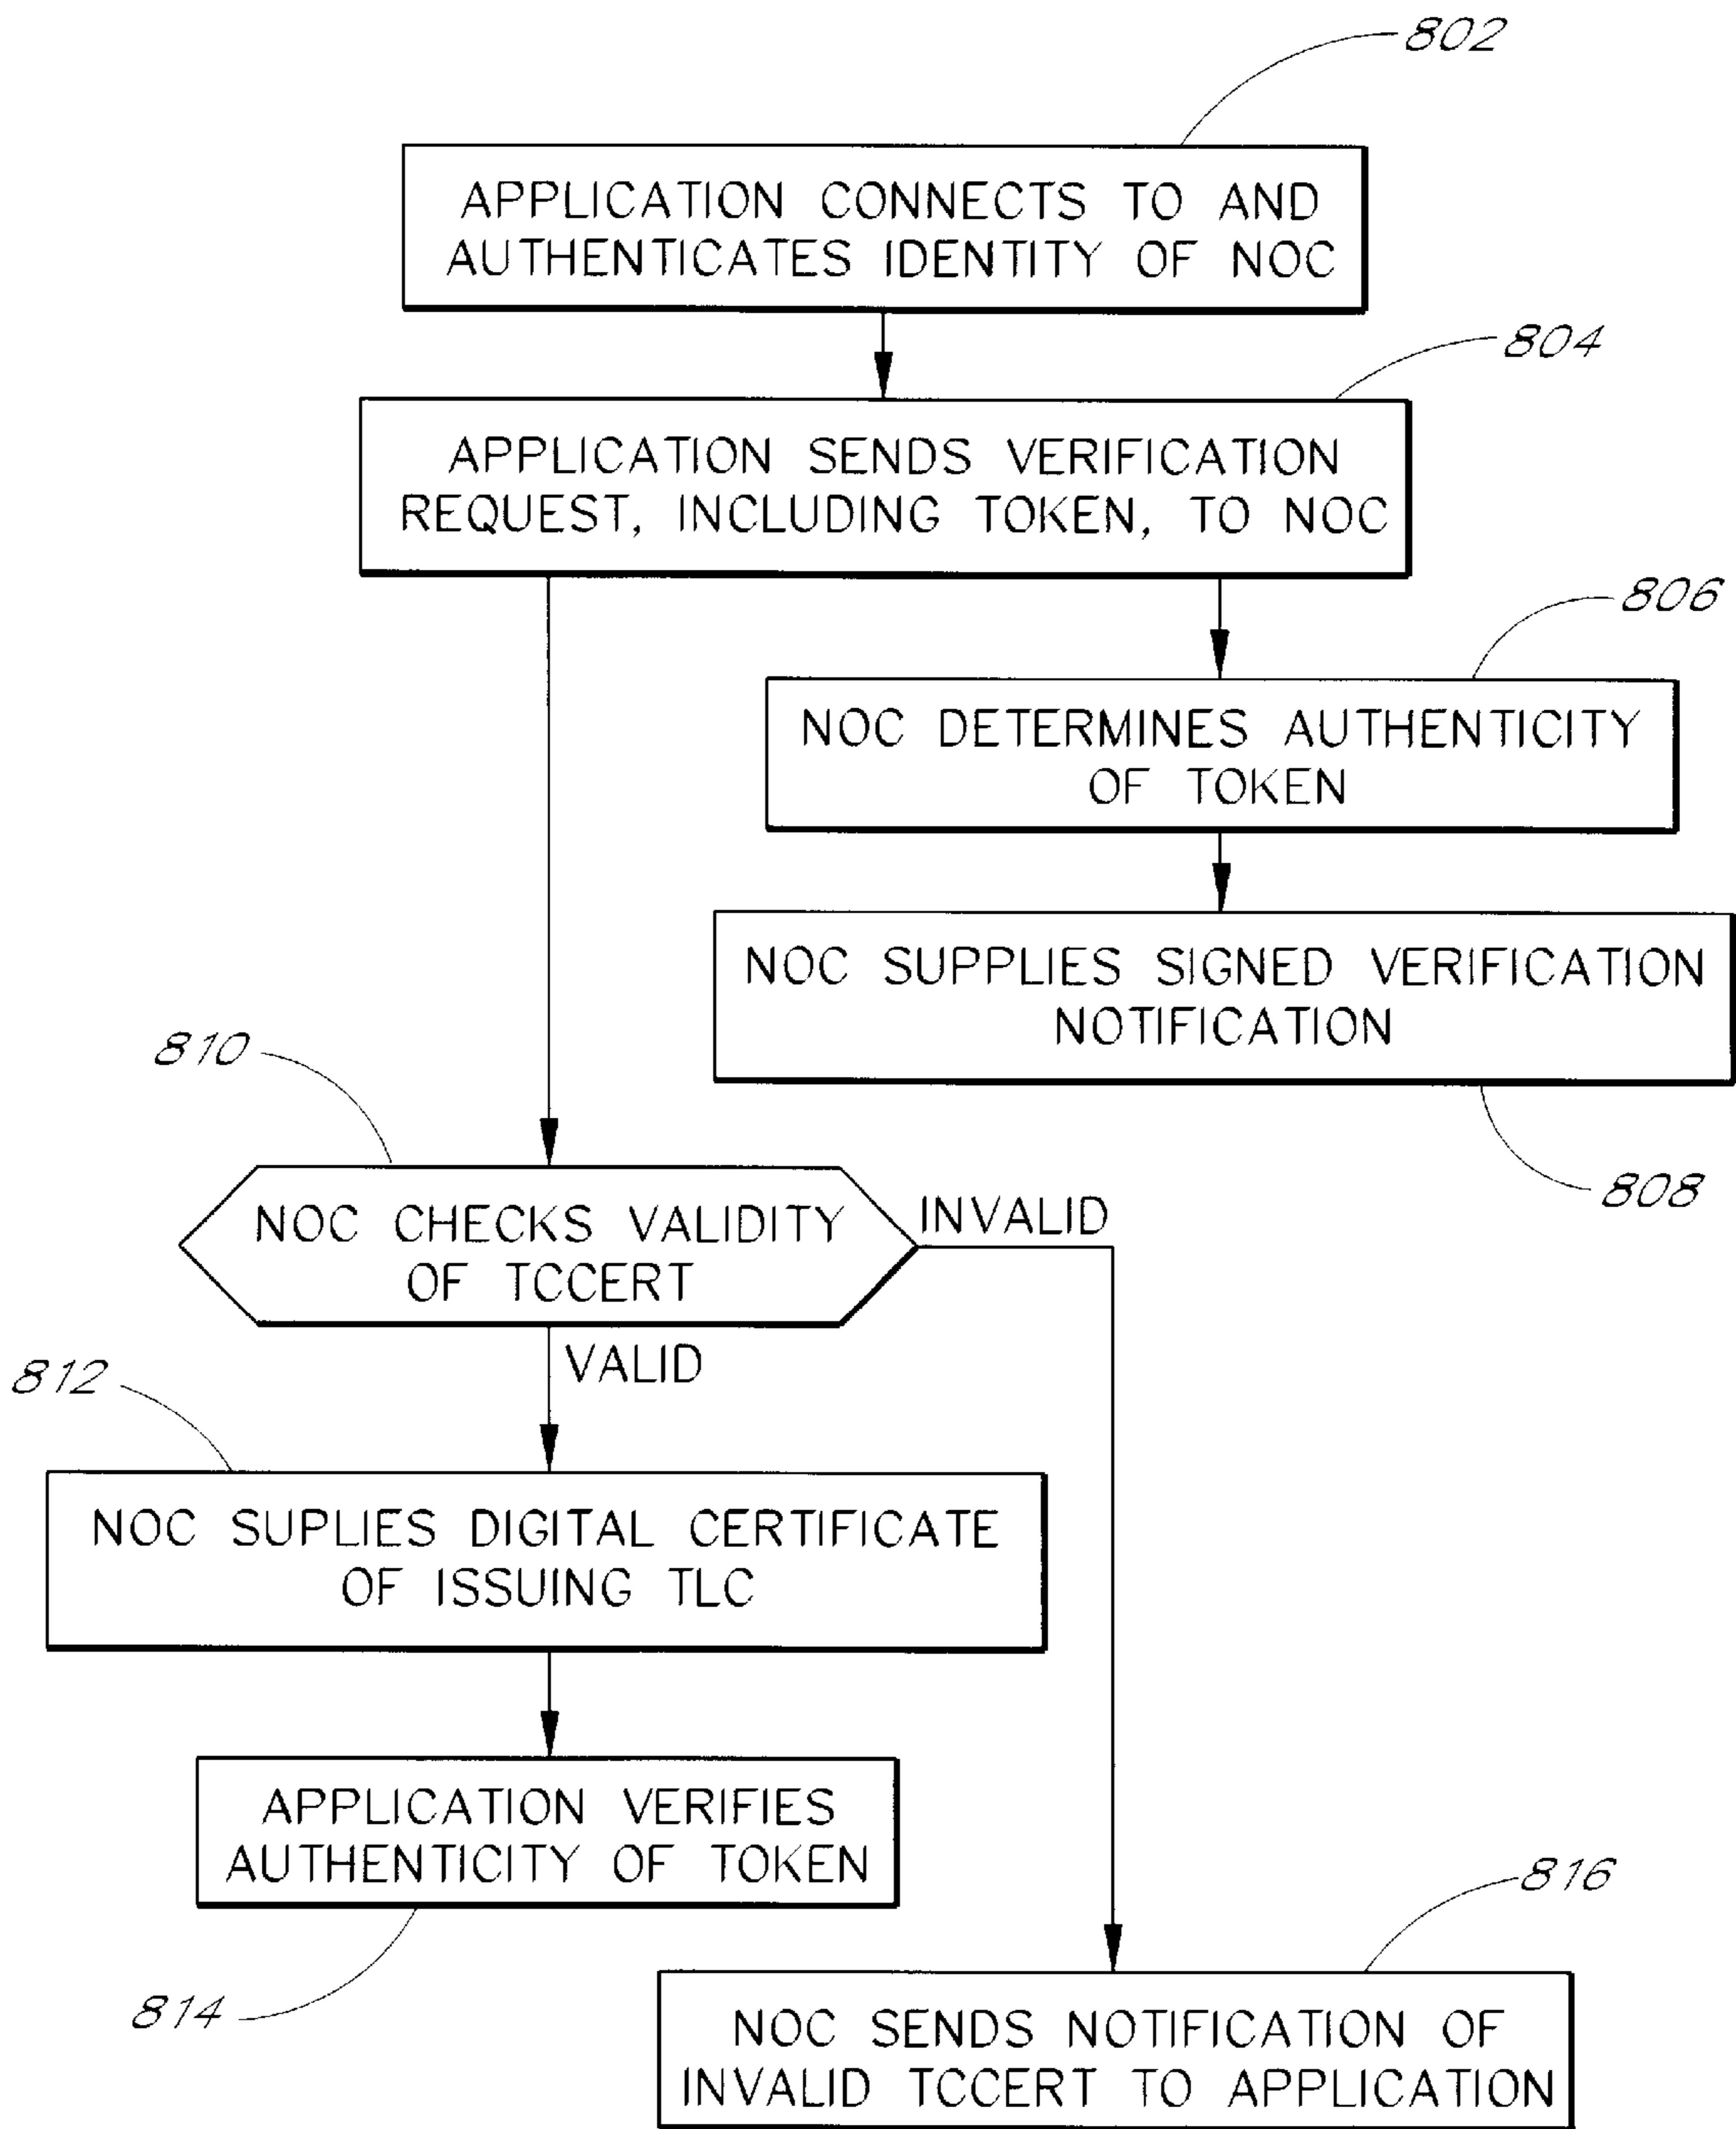 802
APPLICATION CONNECTS TO AND
AUTHENTICATES IDENTITY OF NOC
804
APPLICATION SENDS VERIFICATION
REQUEST, INCLUDING TOKEN, TO NOC
806
NOC DETERMINES AUTHENTICITY
OF TOKEN
NOC SUPPLIES SIGNED VERIFICATION
NOTIFICATION
808
810
NOC CHECKS VALIDITY
OF TCCERT
INVALID
VALID
812
NOC SUPLIES DIGITAL CERTIFICATE
OF ISSUING TLC
APPLICATION VERIFIES
AUTHENTICITY OF TOKEN
814
816
NOC SENDS NOTIFICATION OF
INVALID TCCERT TO APPLICATION